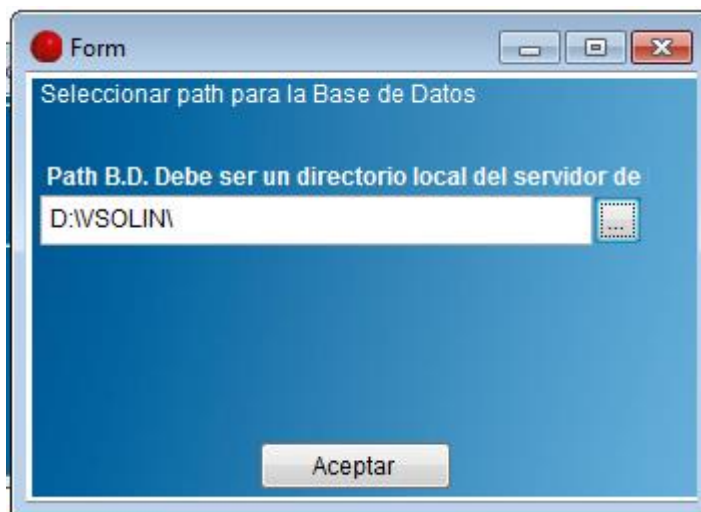 Form
Seleccionar path para la Base de Datos
Path B.D. Debe ser un directorio local del servidor de
D:\VSOLIN\
...
Aceptar